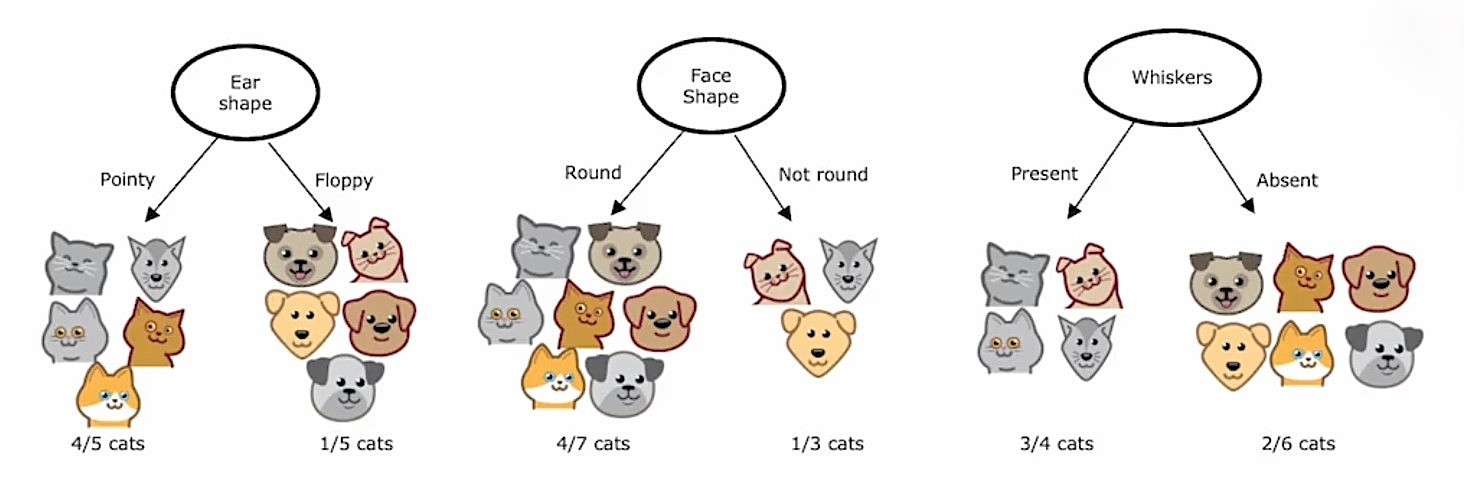 Ear
shape
Pointy
Floppy
4/5 cats
1/5 cats
Face
Shape
Round
Not round
4/7 cats
1/3 cats
Whiskers
Present
Absent
3/4 cats
2/6 cats